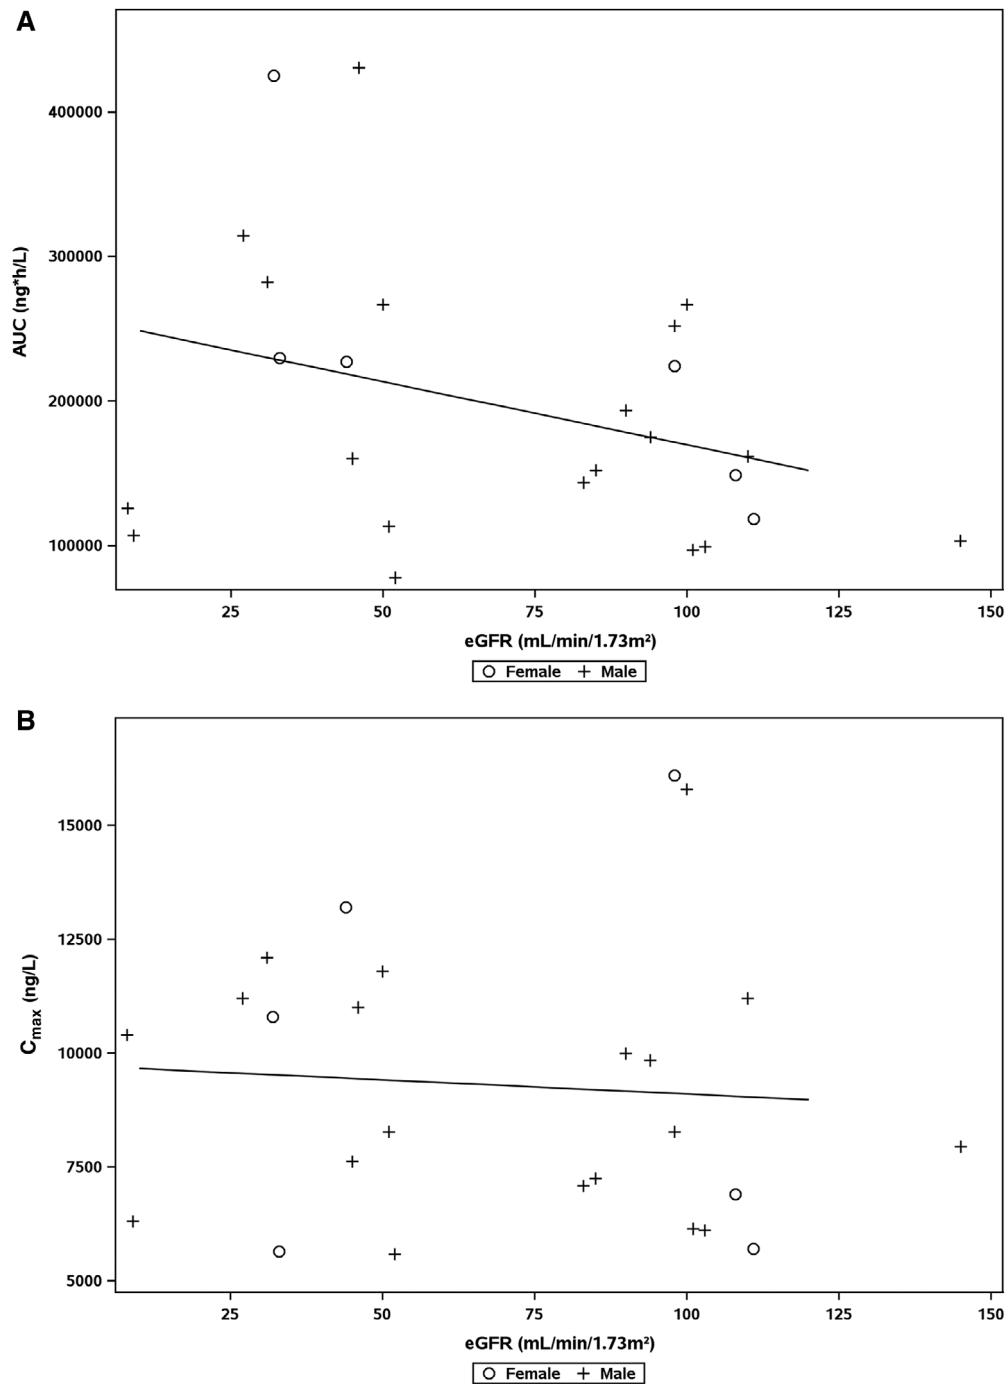 A
400000
300000
200000
100000
AUC (ng*h/L)
25 50 75 100 125 150
eGFR (mL/min/1.73m²)
Female Male
B
15000
12500
10000
7500
5000
Cmax (ng/L)
25 50 75 100 125 150
eGFR (mL/min/1.73m²)
Female Male